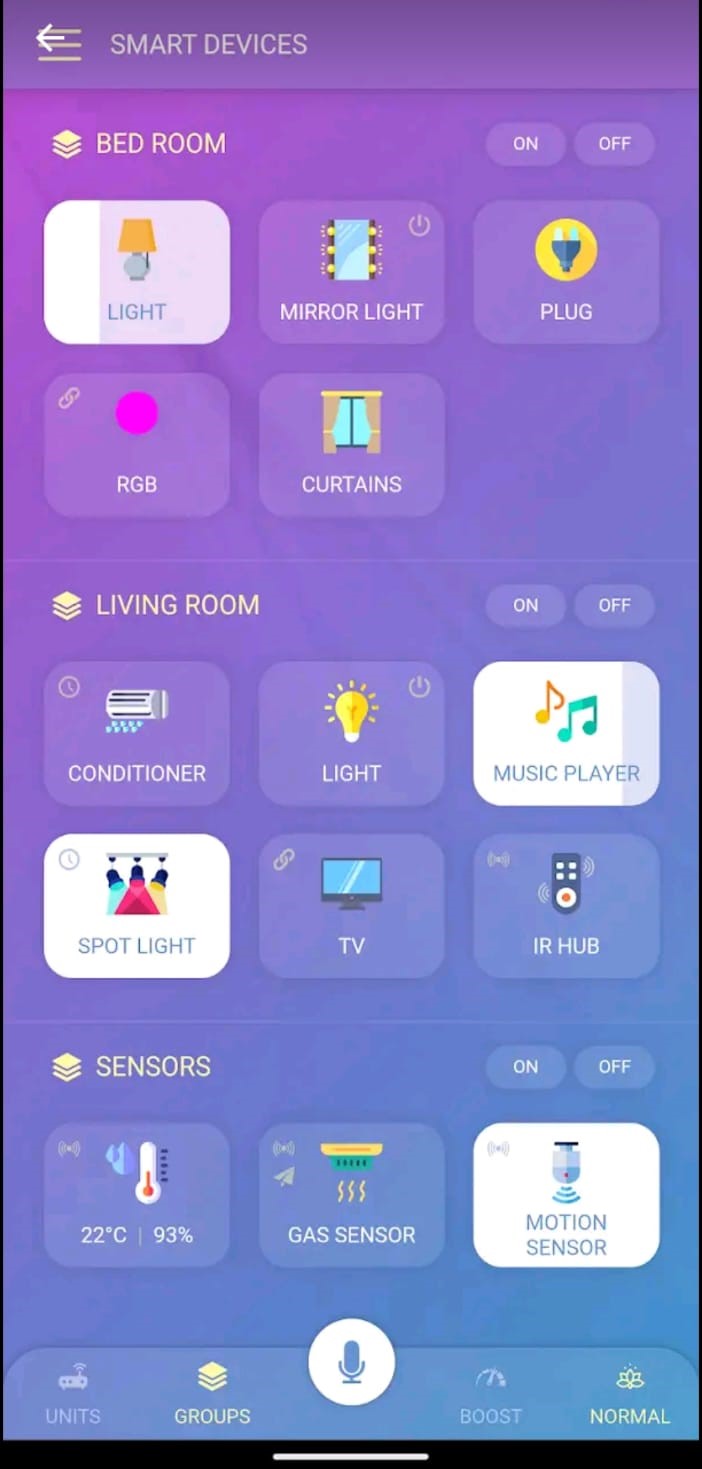 SMART DEVICES
BED ROOM
ON OFF
LIGHT
MIRROR LIGHT
PLUG
RGB
CURTAINS
LIVING ROOM
ON OFF
CONDITIONER
LIGHT
MUSIC PLAYER
SPOT LIGHT
TV
IR HUB
SENSORS
ON OFF
22°C | 93%
GAS SENSOR
MOTION
SENSOR
UNITS
GROUPS
BOOST
NORMAL